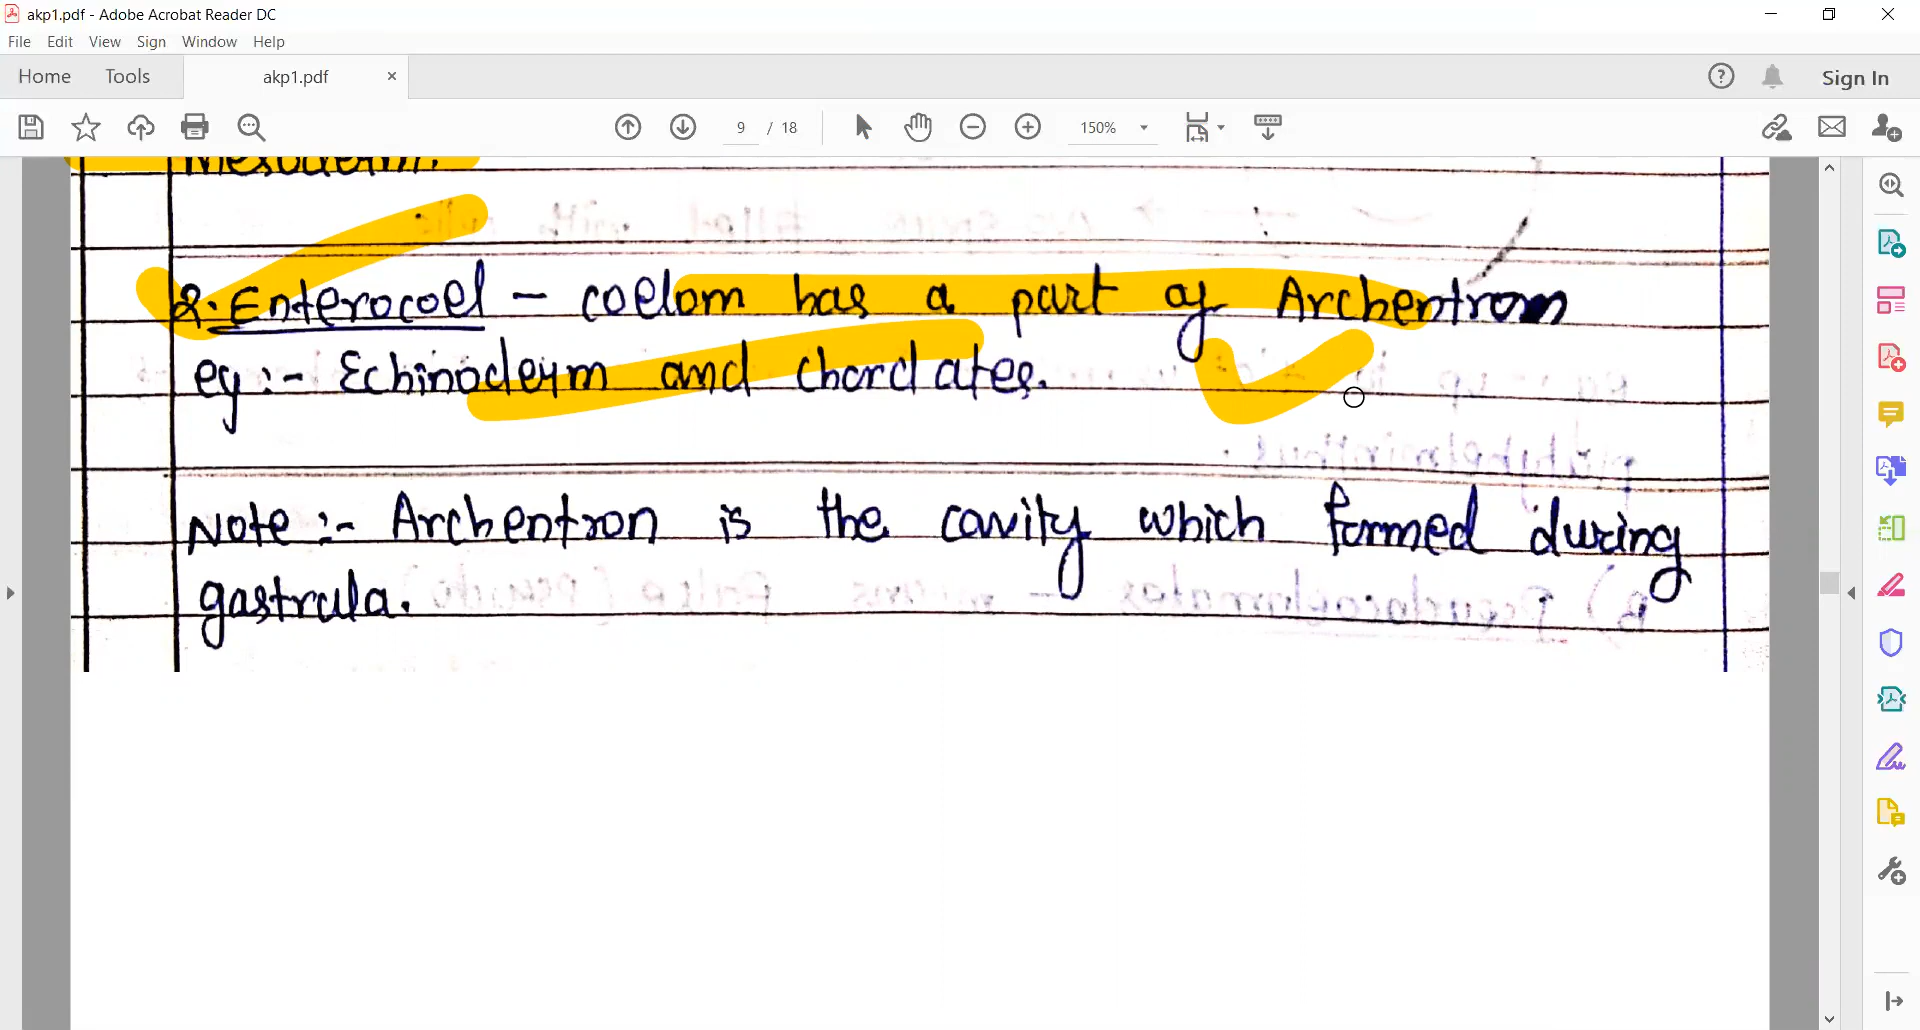 akp1.pdf - Adobe Acrobat Reader DC
File Edit View Sign Window Help
Home Tools akp1.pdf × Sign In
9 / 18 150%
Mesoderm.
2. Enterocoel - coelom has a part of Archentron
eg :- Echinoderm and chordates.
Note :- Archentron is the cavity which formed during
gastrula.